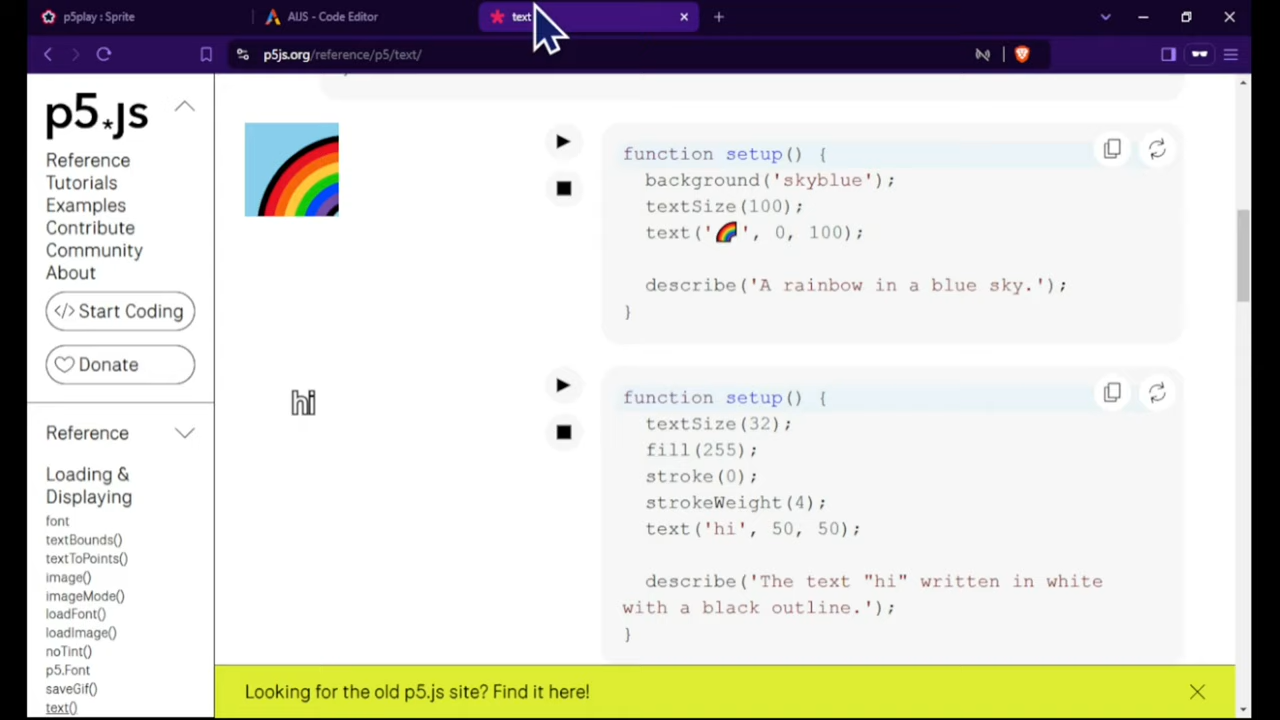 p5play : Sprite
AUS - Code Editor
text
p5js.org/reference/p5/text/
p5.js
Reference
Tutorials
Examples
Contribute
Community
About
</> Start Coding
Donate
Reference
Loading &
Displaying
font
textBounds()
textToPoints()
image()
imageMode()
loadFont()
loadImage()
noTint()
p5.Font
saveGif()
text()
function setup() {
background('skyblue');
textSize(100);
text('🌈', 0, 100);
describe('A rainbow in a blue sky.');
}
hi
function setup() {
textSize(32);
fill(255);
stroke(0);
strokeWeight(4);
text('hi', 50, 50);
describe('The text "hi" written in white
with a black outline.');
}
Looking for the old p5.js site? Find it here!